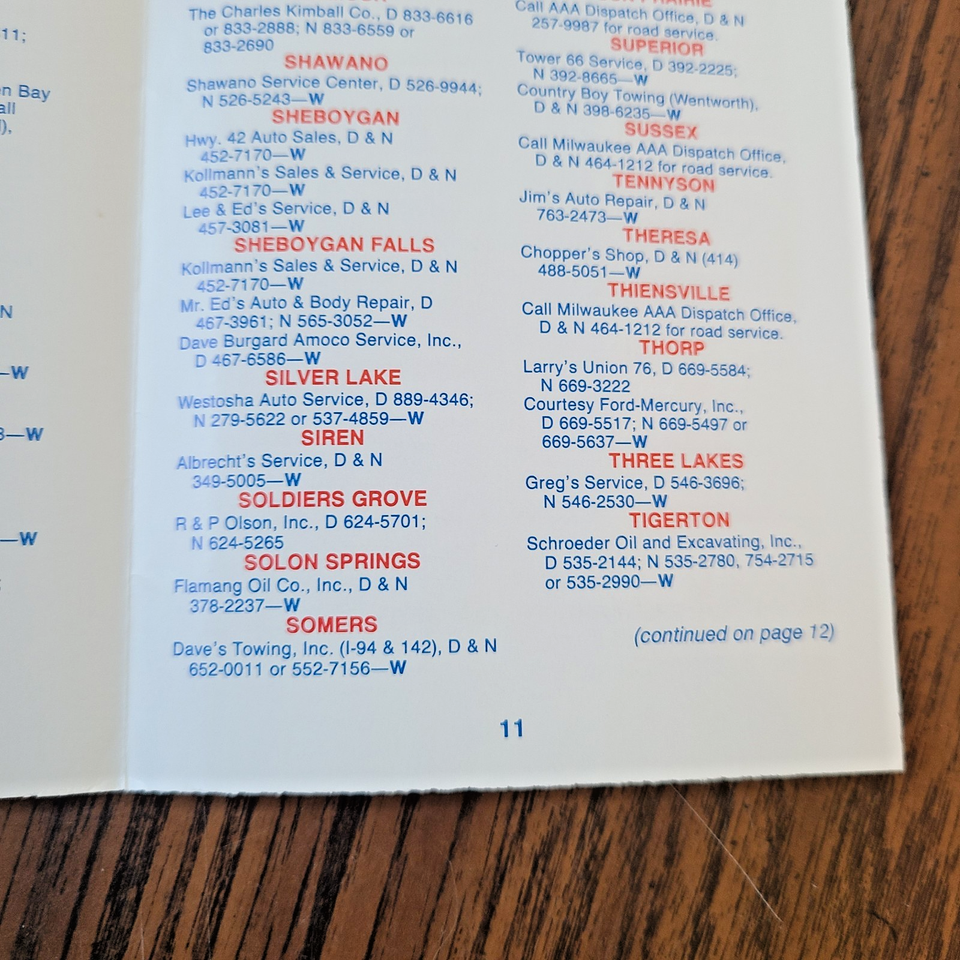 11;
n Bay
all
),
N
—W
3—W
—W
The Charles Kimball Co., D 833-6616
or 833-2888; N 833-6559 or
833-2690
SHAWANO
Shawano Service Center, D 526-9944;
N 526-5243—W
SHEBOYGAN
Hwy. 42 Auto Sales, D & N
452-7170—W
Kollmann's Sales & Service, D & N
452-7170—W
Lee & Ed's Service, D & N
457-3081—W
SHEBOYGAN FALLS
Kollmann's Sales & Service, D & N
452-7170—W
Mr. Ed's Auto & Body Repair, D
467-3961; N 565-3052—W
Dave Burgard Amoco Service, Inc.,
D 467-6586—W
SILVER LAKE
Westosha Auto Service, D 889-4346;
N 279-5622 or 537-4859—W
SIREN
Albrecht's Service, D & N
349-5005—W
SOLDIERS GROVE
R & P Olson, Inc., D 624-5701;
N 624-5265
SOLON SPRINGS
Flamang Oil Co., Inc., D & N
378-2237—W
SOMERS
Dave's Towing, Inc. (I-94 & 142), D & N
652-0011 or 552-7156—W
PRAIRIE
Call AAA Dispatch Office, D & N
257-9987 for road service.
SUPERIOR
Tower 66 Service, D 392-2225;
N 392-8665—W
Country Boy Towing (Wentworth),
D & N 398-6235—W
SUSSEX
Call Milwaukee AAA Dispatch Office,
D & N 464-1212 for road service.
TENNYSON
Jim's Auto Repair, D & N
763-2473—W
THERESA
Chopper's Shop, D & N (414)
488-5051—W
THIENSVILLE
Call Milwaukee AAA Dispatch Office,
D & N 464-1212 for road service.
THORP
Larry's Union 76, D 669-5584;
N 669-3222
Courtesy Ford-Mercury, Inc.,
D 669-5517; N 669-5497 or
669-5637—W
THREE LAKES
Greg's Service, D 546-3696;
N 546-2530—W
TIGERTON
Schroeder Oil and Excavating, Inc.,
D 535-2144; N 535-2780, 754-2715
or 535-2990—W
(continued on page 12)
11